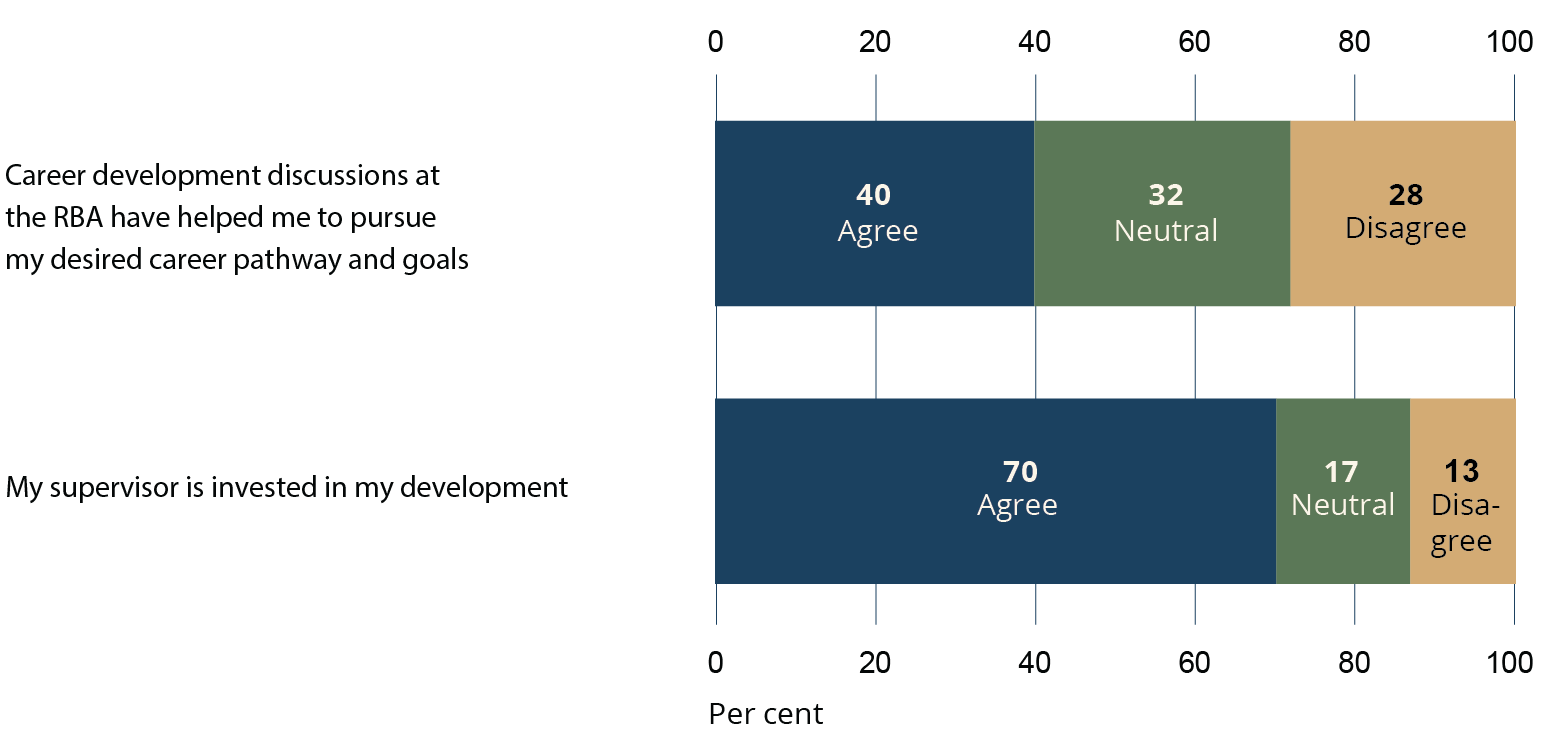 0 20 40 60 80 100
Career development discussions at
the RBA have helped me to pursue
my desired career pathway and goals
40
Agree
32
Neutral
28
Disagree
My supervisor is invested in my development
70
Agree
17
Neutral
13
Disa-
gree
0 20 40 60 80 100
Per cent